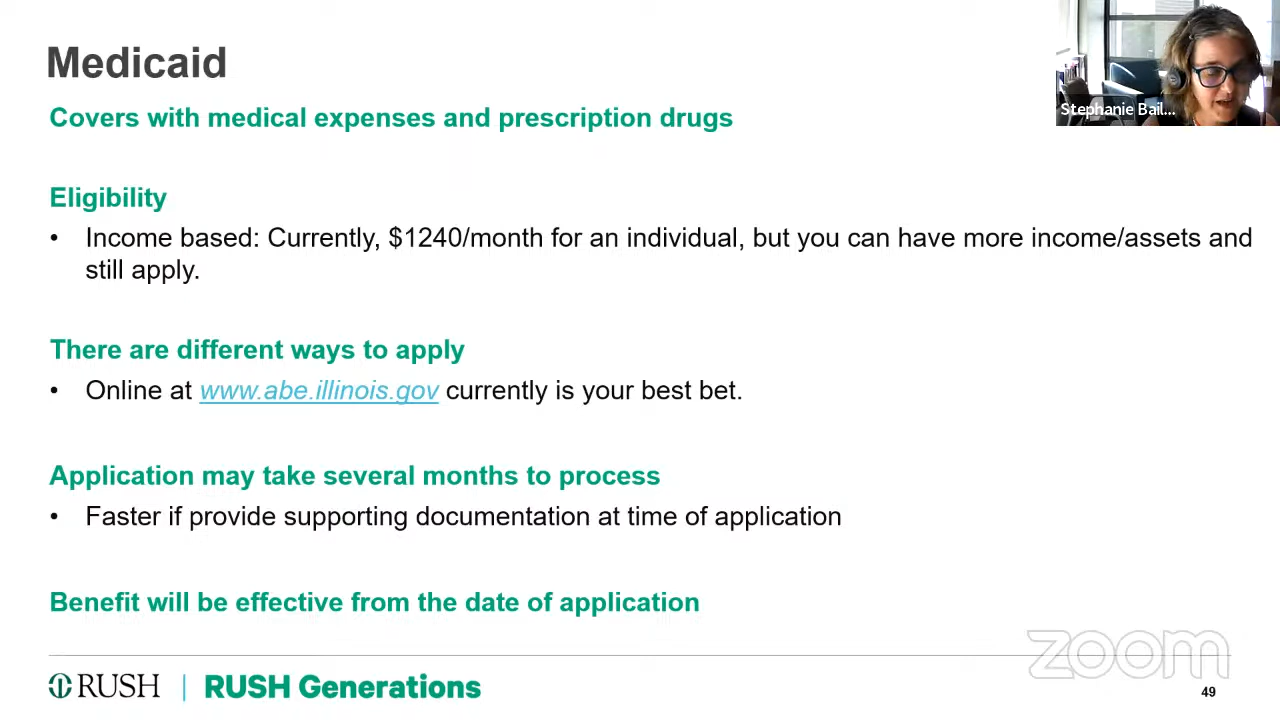 Medicaid
Stephanie Bail...
Covers with medical expenses and prescription drugs
Eligibility
• Income based: Currently, $1240/month for an individual, but you can have more income/assets and
still apply.
There are different ways to apply
• Online at www.abe.illinois.gov currently is your best bet.
Application may take several months to process
• Faster if provide supporting documentation at time of application
Benefit will be effective from the date of application
zoom
RUSH | RUSH Generations
49